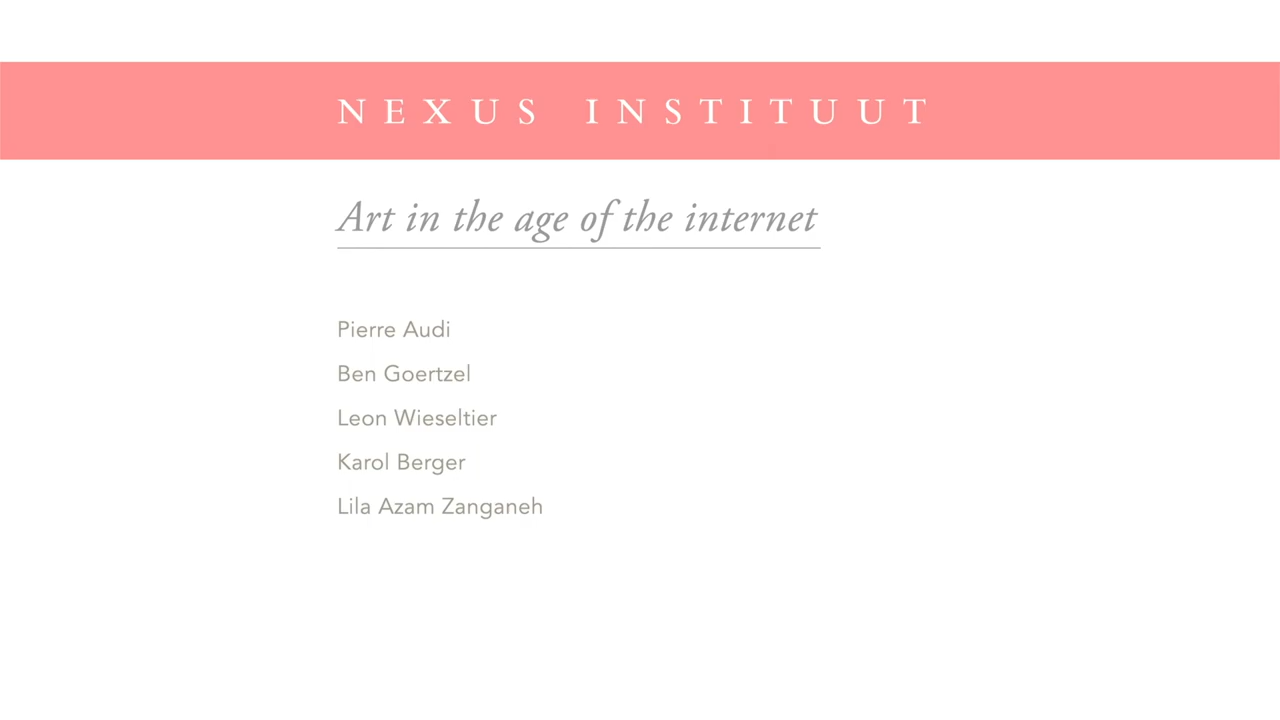 NEXUS INSTITUUT
Art in the age of the internet
Pierre Audi
Ben Goertzel
Leon Wieseltier
Karol Berger
Lila Azam Zanganeh